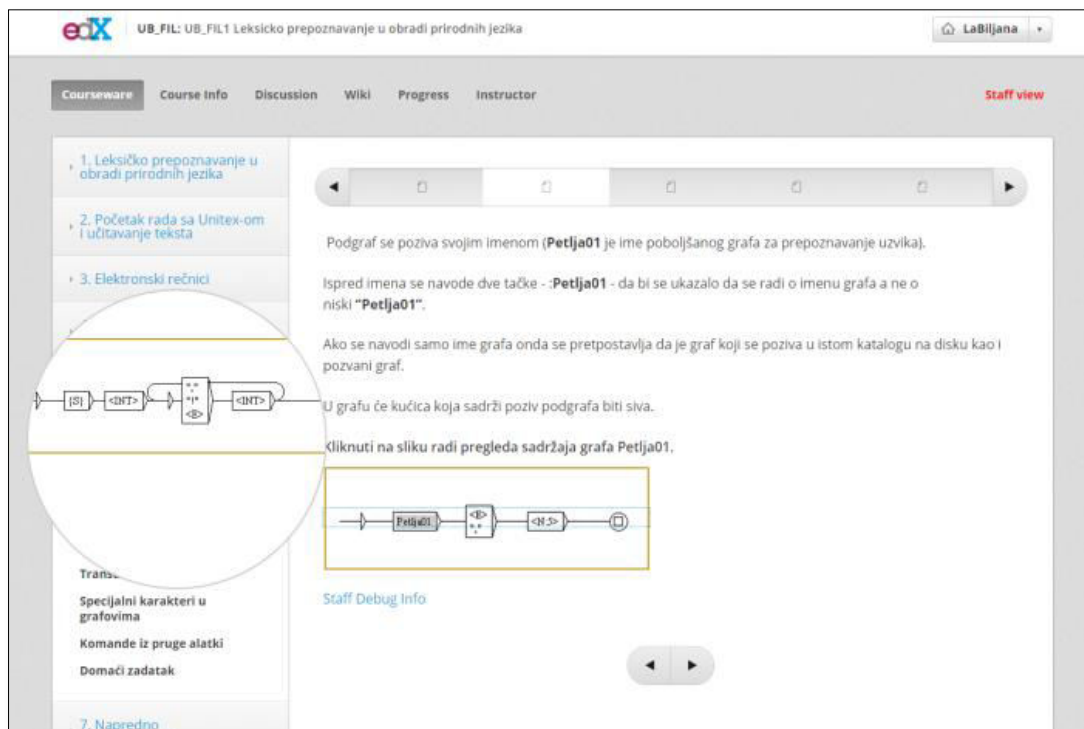 edX UB_FIL: UB_FIL1 Leksicko prepoznavanje u obradi prirodnih jezika LaBiljana
Courseware Course Info Discussion Wiki Progress Instructor Staff view
1. Leksičko prepoznavanje u
obradi prirodnih jezika
2. Početak rada sa Unitex-om
i učitavanje teksta
3. Elektronski rečnici
{S} <INT> "!" <E> <INT>
Specijalni karakteri u
grafovima
Komande iz pruge alatki
Domaći zadatak
7. Napredno
Podgraf se poziva svojim imenom (Petlja01 je ime poboljšanog grafa za prepoznavanje uzvika).
Ispred imena se navode dve tačke - :Petlja01 - da bi se ukazalo da se radi o imenu grafa a ne o
niski "Petlja01".
Ako se navodi samo ime grafa onda se pretpostavlja da je graf koji se poziva u istom katalogu na disku kao i
pozvani graf.
U grafu će kućica koja sadrži poziv podgrafa biti siva.
Kliknuti na sliku radi pregleda sadržaja grafa Petlja01.
Petlja01 <E> <N:5>
Staff Debug Info